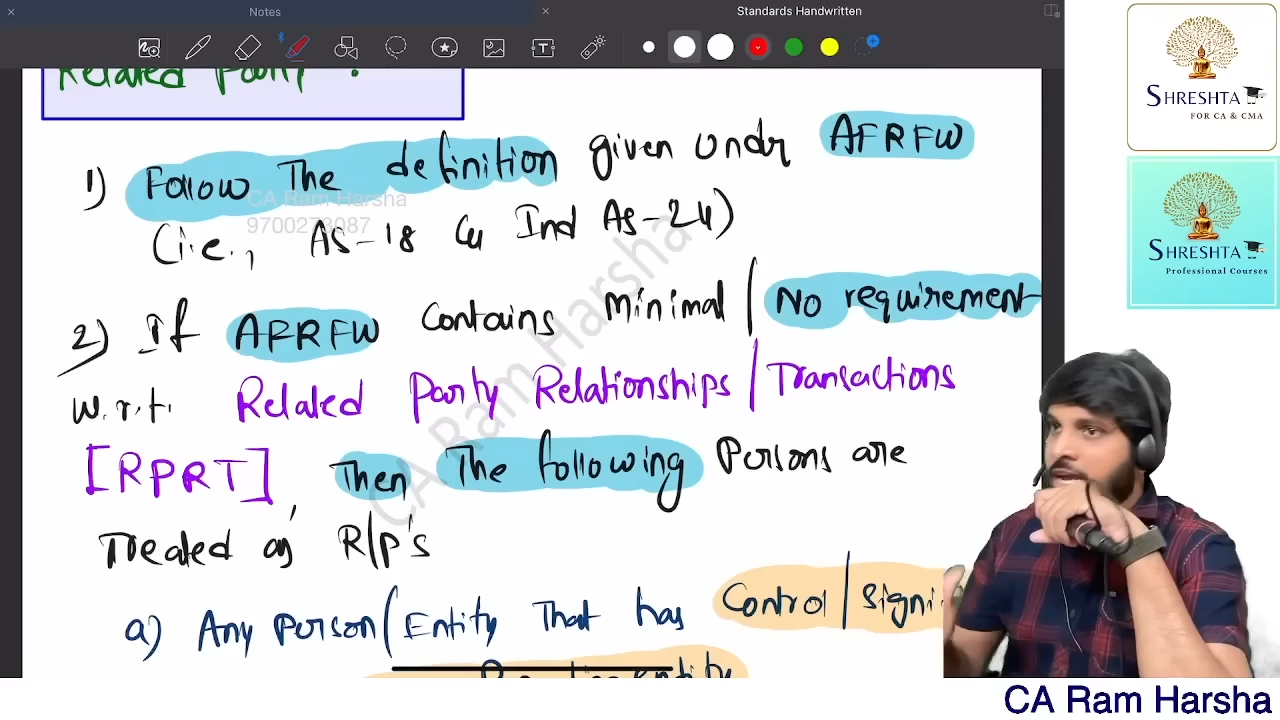 Notes
Standards Handwritten
Related Party ?
1) Follow The definition given under AFRFW
(i.e., AS-18 (or) Ind As-24)
2) If AFRFW contains Minimal / No requirement
w.r.t. Related Party Relationships / Transactions
[RPRT] Then The following Persons are
Treated as R/P's
a) Any person / Entity That has Control / Signi
entity
CA Ram Harsha
9700273087
CA Ram Harsha
SHRESHTA
FOR CA & CMA
SHRESHTA
Professional Courses
CA Ram Harsha